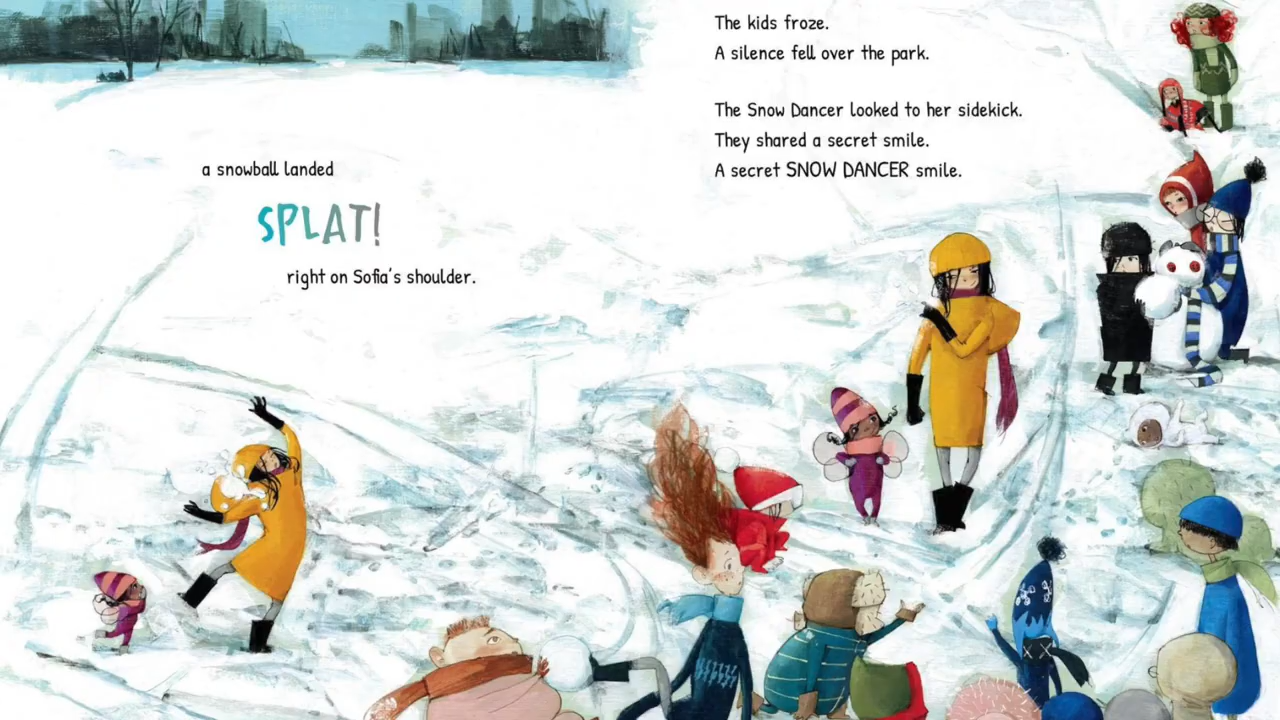 a snowball landed
SPLAT!
right on Sofia's shoulder.
The kids froze.
A silence fell over the park.
The Snow Dancer looked to her sidekick.
They shared a secret smile.
A secret SNOW DANCER smile.